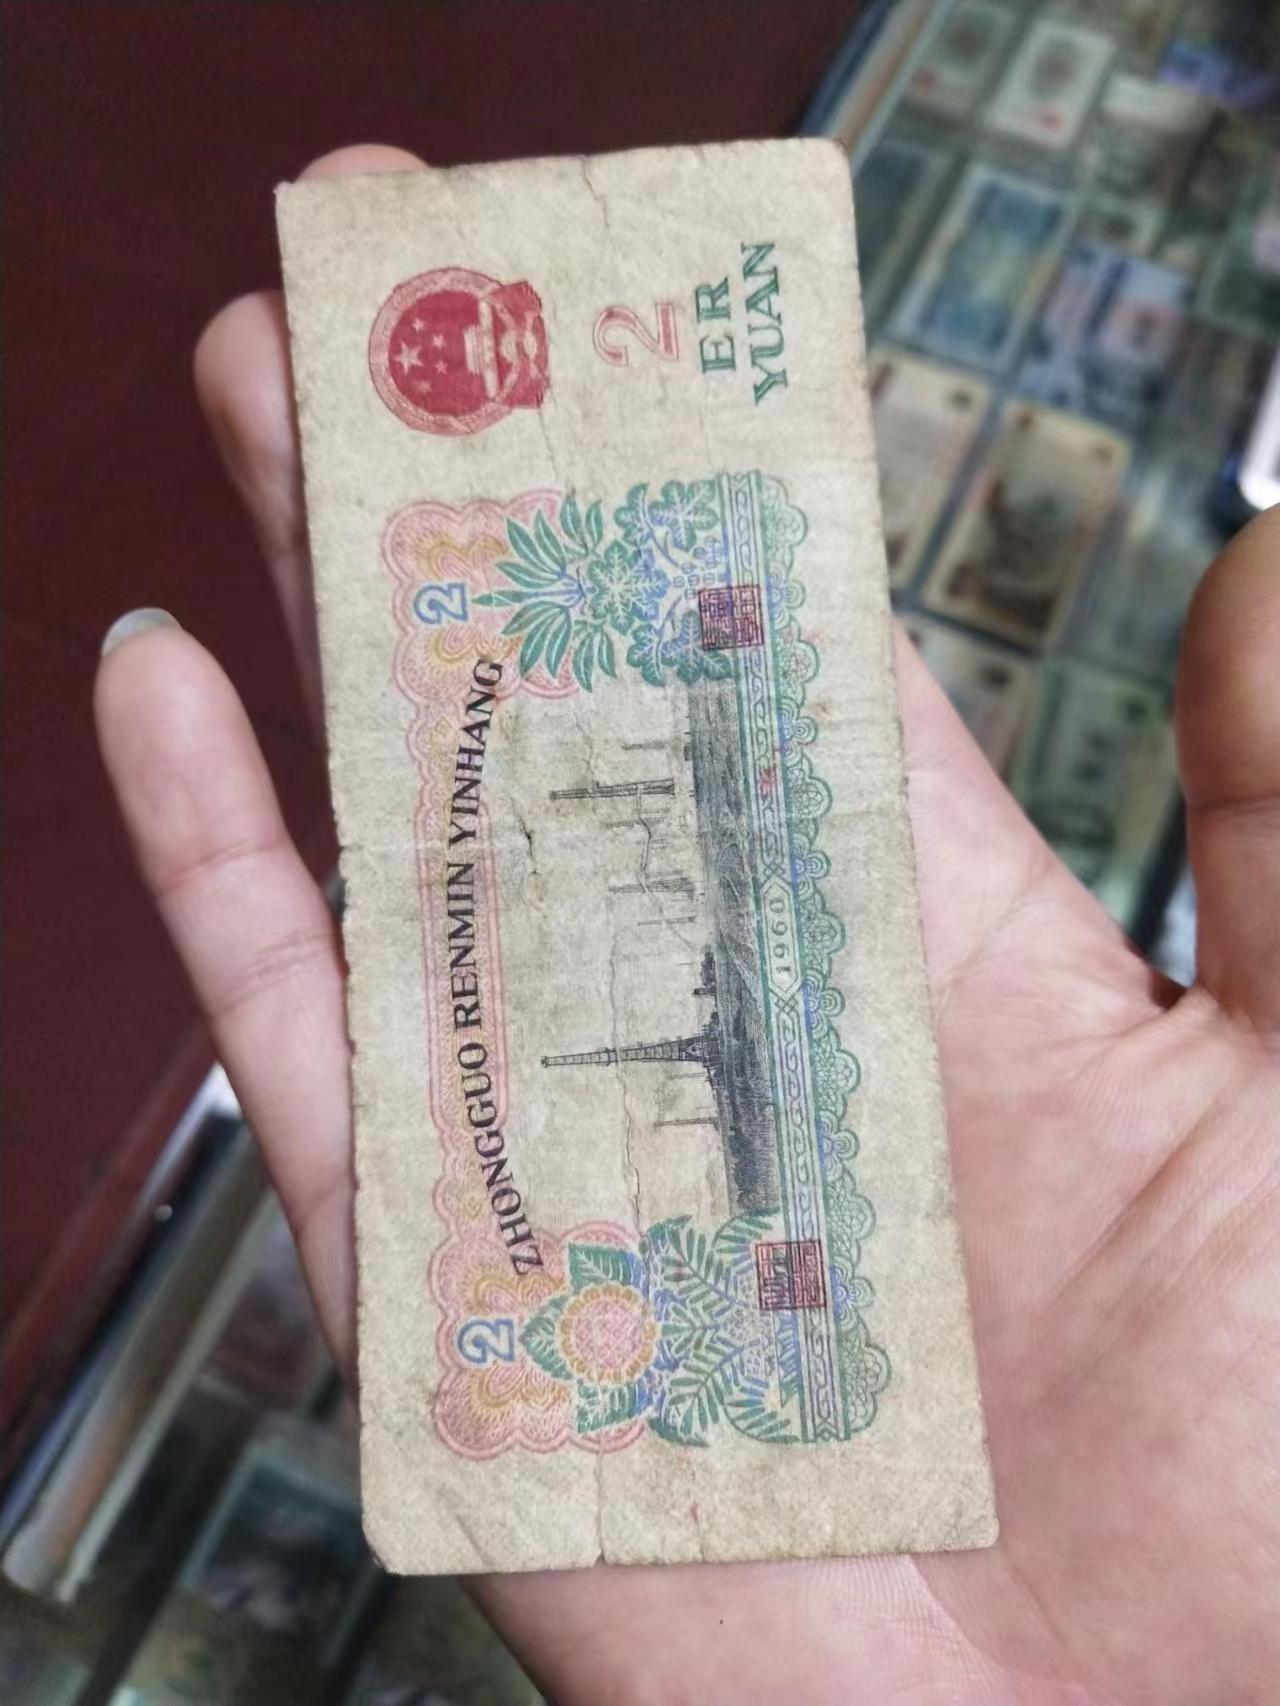 ZHONGGUO RENMIN YINHANG
2
2
2
ER
YUAN
1960